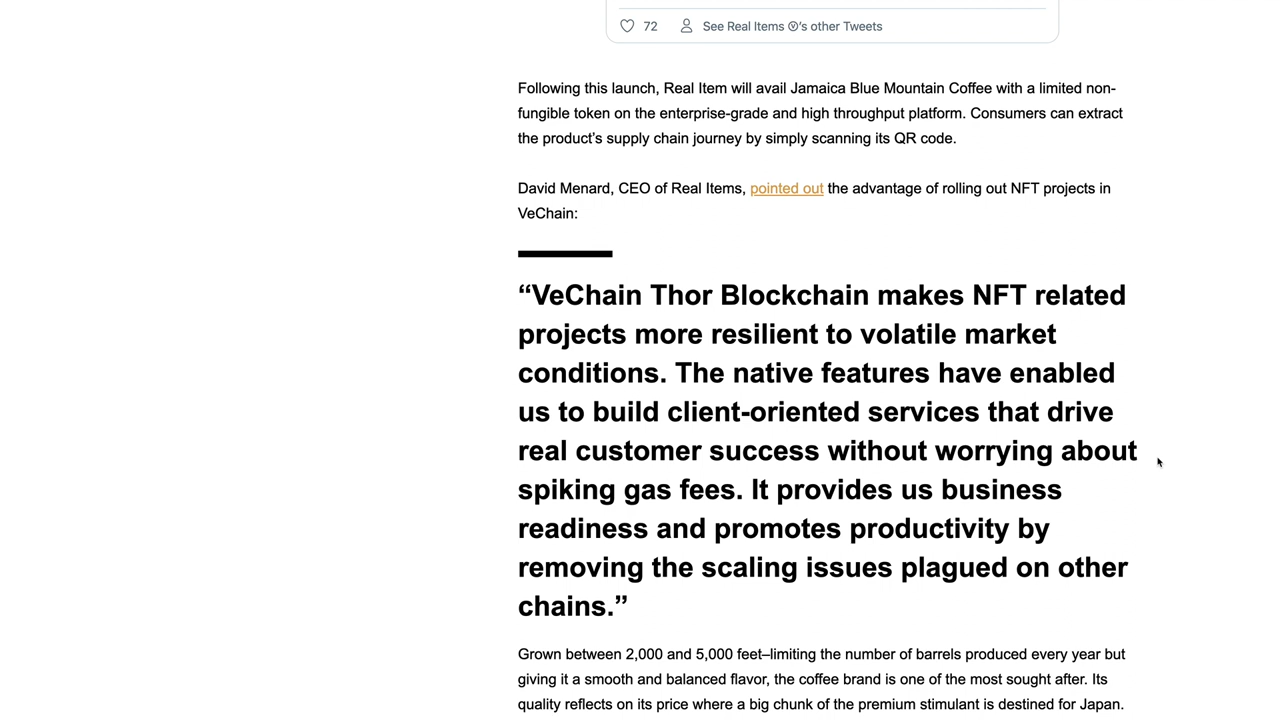 72 See Real Items Ⓥ's other Tweets
Following this launch, Real Item will avail Jamaica Blue Mountain Coffee with a limited non-
fungible token on the enterprise-grade and high throughput platform. Consumers can extract
the product's supply chain journey by simply scanning its QR code.
David Menard, CEO of Real Items, pointed out the advantage of rolling out NFT projects in
VeChain:
“VeChain Thor Blockchain makes NFT related
projects more resilient to volatile market
conditions. The native features have enabled
us to build client-oriented services that drive
real customer success without worrying about
spiking gas fees. It provides us business
readiness and promotes productivity by
removing the scaling issues plagued on other
chains.”
Grown between 2,000 and 5,000 feet–limiting the number of barrels produced every year but
giving it a smooth and balanced flavor, the coffee brand is one of the most sought after. Its
quality reflects on its price where a big chunk of the premium stimulant is destined for Japan.